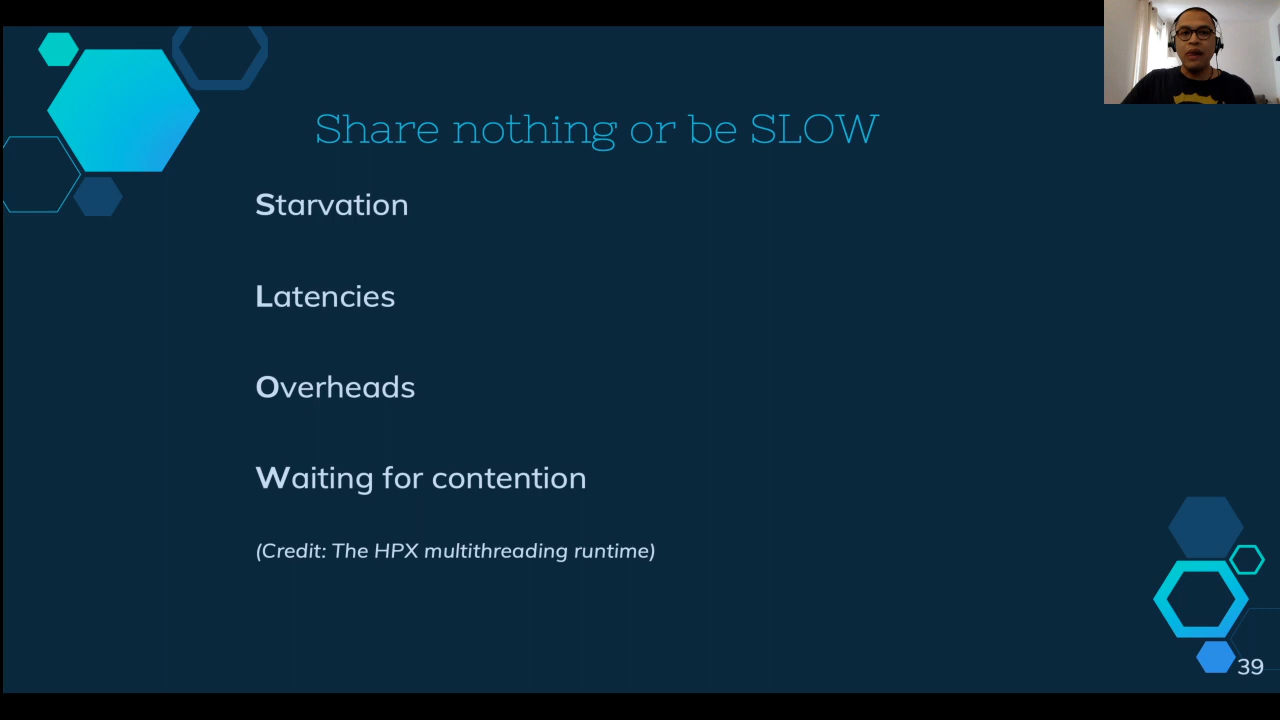 Share nothing or be SLOW
Starvation
Latencies
Overheads
Waiting for contention
(Credit: The HPX multithreading runtime)
39